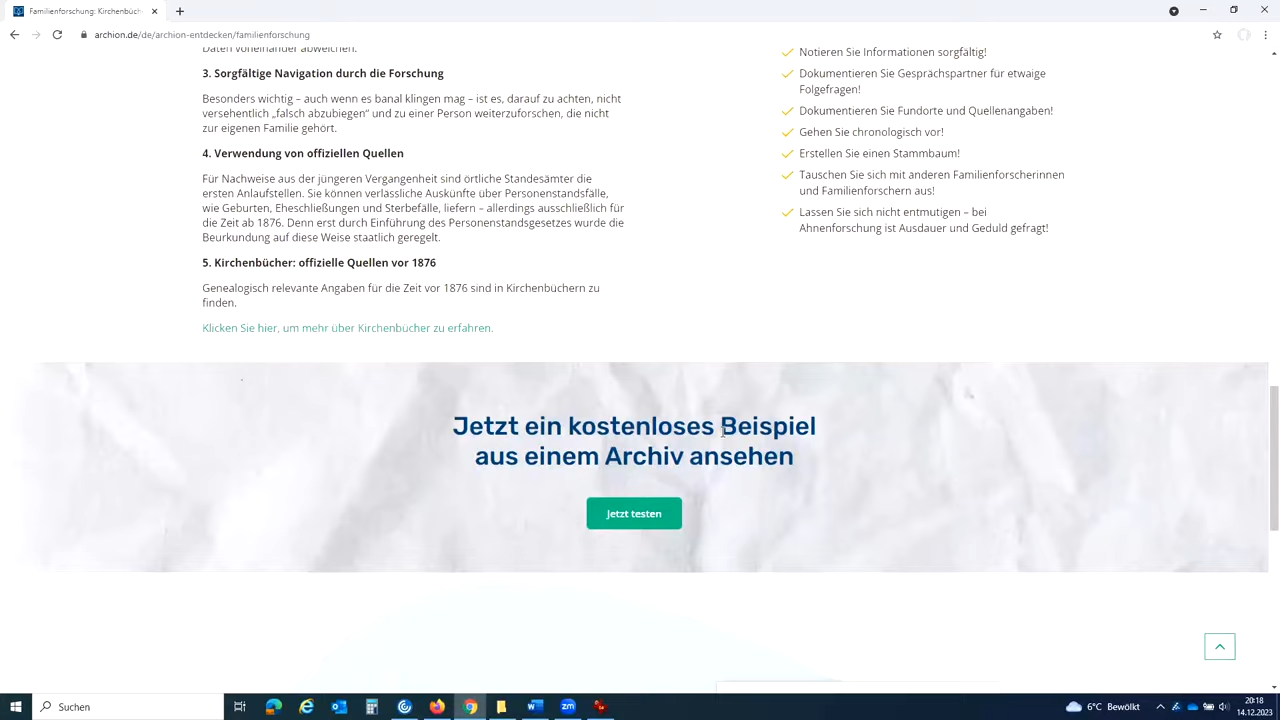 Familienforschung: Kirchenbüch
archion.de/de/archion-entdecken/familienforschung
Daten voneinander abweichen.
3. Sorgfältige Navigation durch die Forschung
Besonders wichtig – auch wenn es banal klingen mag – ist es, darauf zu achten, nicht
versehentlich „falsch abzubiegen“ und zu einer Person weiterzuforschen, die nicht
zur eigenen Familie gehört.
4. Verwendung von offiziellen Quellen
Für Nachweise aus der jüngeren Vergangenheit sind örtliche Standesämter die
ersten Anlaufstellen. Sie können verlässliche Auskünfte über Personenstandsfälle,
wie Geburten, Eheschließungen und Sterbefälle, liefern – allerdings ausschließlich für
die Zeit ab 1876. Denn erst durch Einführung des Personenstandsgesetzes wurde die
Beurkundung auf diese Weise staatlich geregelt.
5. Kirchenbücher: offizielle Quellen vor 1876
Genealogisch relevante Angaben für die Zeit vor 1876 sind in Kirchenbüchern zu
finden.
Klicken Sie hier, um mehr über Kirchenbücher zu erfahren.
Notieren Sie Informationen sorgfältig!
Dokumentieren Sie Gesprächspartner für etwaige
Folgefragen!
Dokumentieren Sie Fundorte und Quellenangaben!
Gehen Sie chronologisch vor!
Erstellen Sie einen Stammbaum!
Tauschen Sie sich mit anderen Familienforscherinnen
und Familienforschern aus!
Lassen Sie sich nicht entmutigen – bei
Ahnenforschung ist Ausdauer und Geduld gefragt!
Jetzt ein kostenloses Beispiel
aus einem Archiv ansehen
Jetzt testen
Suchen
zm
6°C Bewölkt
20:18
14.12.2023